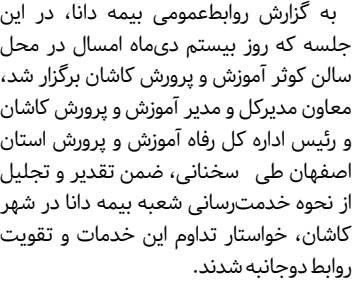 به گزارش روابط‌عمومی بیمه دانا، در این
جلسه که روز بیستم دی‌ماه امسال در محل
سالن کوثر آموزش و پرورش کاشان برگزار شد،
معاون مدیرکل و مدیر آموزش و پرورش کاشان
و رئیس اداره کل رفاه آموزش و پرورش استان
اصفهان طی سخنانی، ضمن تقدیر و تجلیل
از نحوه خدمت‌رسانی شعبه بیمه دانا در شهر
کاشان، خواستار تداوم این خدمات و تقویت
روابط دوجانبه شدند.